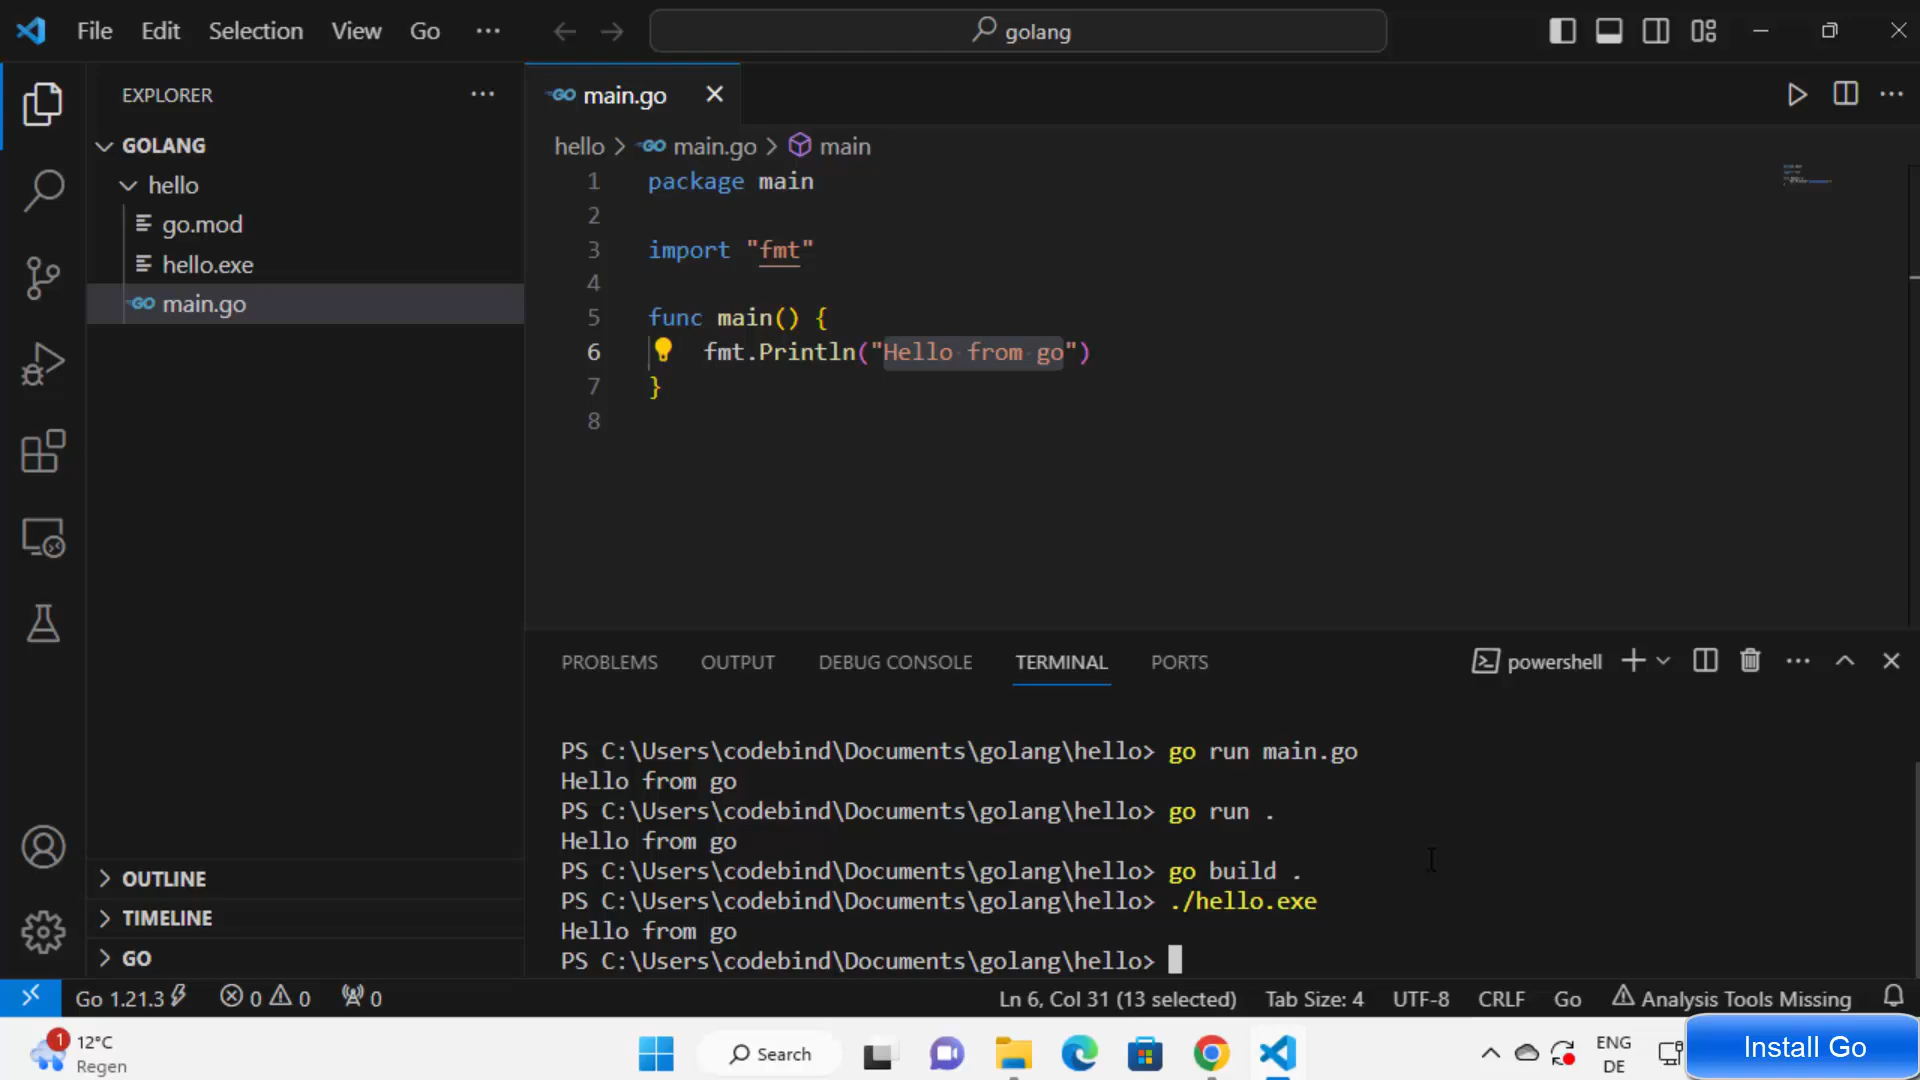 File Edit Selection View Go ··· golang
EXPLORER ···
GO main.go
GOLANG
hello
go.mod
hello.exe
GO main.go
OUTLINE
TIMELINE
GO
hello > GO main.go > main
1 package main
2
3 import "fmt"
4
5 func main() {
6 fmt.Println("Hello from go")
7 }
8
PROBLEMS OUTPUT DEBUG CONSOLE TERMINAL PORTS powershell
PS C:\Users\codebind\Documents\golang\hello> go run main.go
Hello from go
PS C:\Users\codebind\Documents\golang\hello> go run .
Hello from go
PS C:\Users\codebind\Documents\golang\hello> go build .
PS C:\Users\codebind\Documents\golang\hello> ./hello.exe
Hello from go
PS C:\Users\codebind\Documents\golang\hello>
Go 1.21.3 0 0 0 Ln 6, Col 31 (13 selected) Tab Size: 4 UTF-8 CRLF Go Analysis Tools Missing
1 12°C
Regen
Search
ENG
DE
Install Go